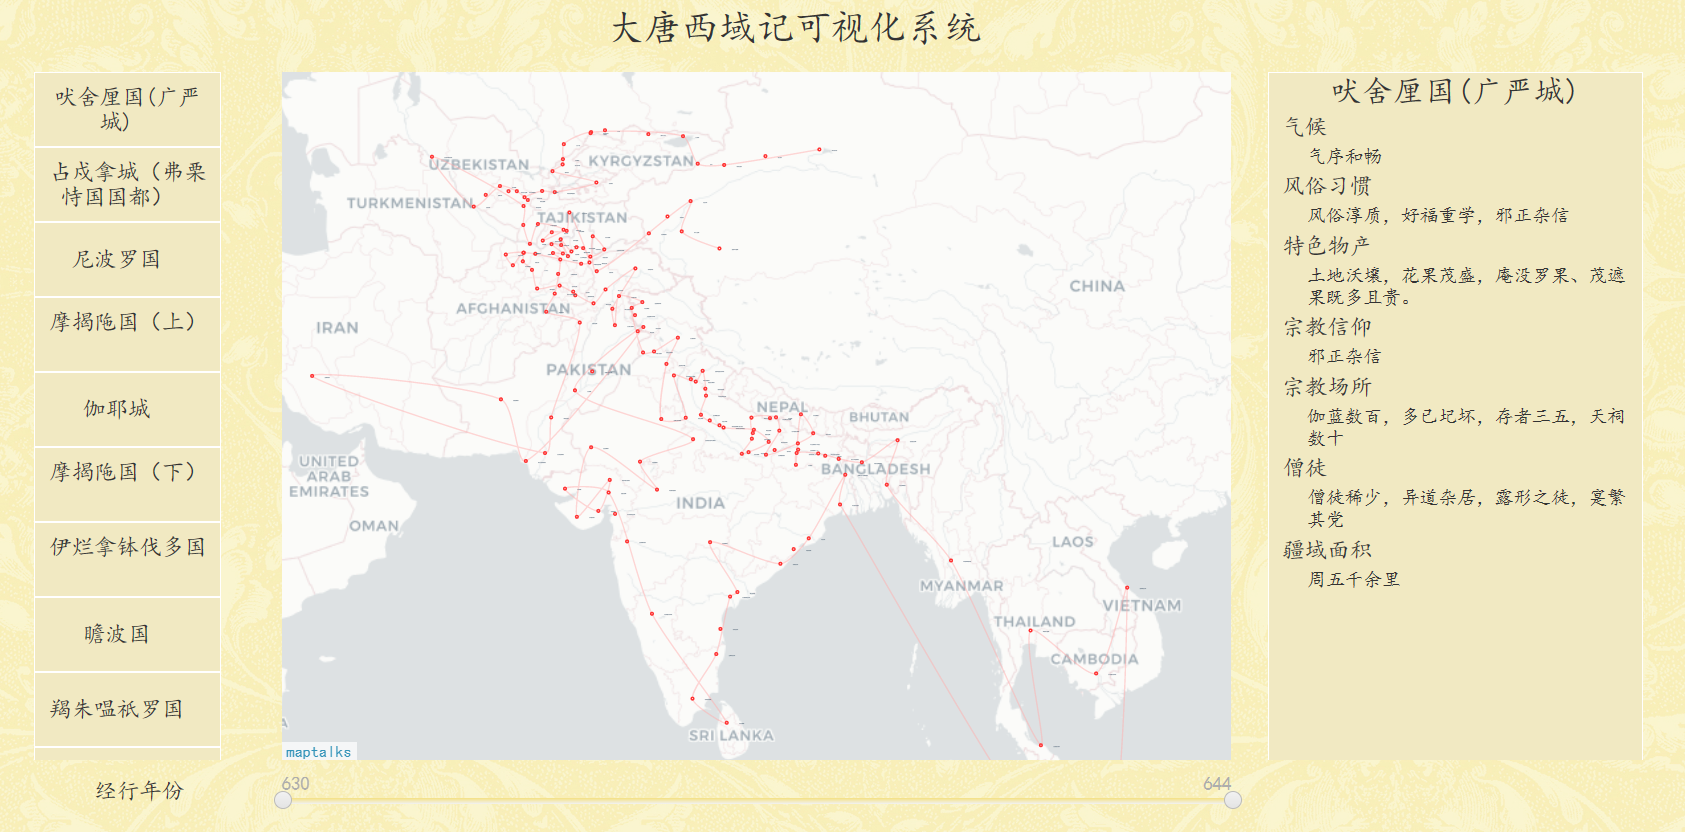 大唐西域记可视化系统
吠舍厘国(广严
城)
占戍拿城（弗栗
恃国国都）
尼波罗国
摩揭陁国（上）
伽耶城
摩揭陁国（下）
伊烂拿钵伐多国
瞻波国
羯朱嗢祇罗国
UZBEKISTAN
KYRGYZSTAN
TURKMENISTAN
TAJIKISTAN
CHINA
AFGHANISTAN
IRAN
PAKISTAN
NEPAL
BHUTAN
UNITED
ARAB
EMIRATES
BANGLADESH
INDIA
OMAN
LAOS
MYANMAR
VIETNAM
THAILAND
CAMBODIA
SRI LANKA
maptalks
吠舍厘国(广严城)
气候
气序和畅
风俗习惯
风俗淳质，好福重学，邪正杂信
特色物产
土地沃壤，花果茂盛，庵没罗果、茂遮
果既多且贵。
宗教信仰
邪正杂信
宗教场所
伽蓝数百，多已圮坏，存者三五，天祠
数十
僧徒
僧徒稀少，异道杂居，露形之徒，寔繁
其党
疆域面积
周五千余里
经行年份
630
644